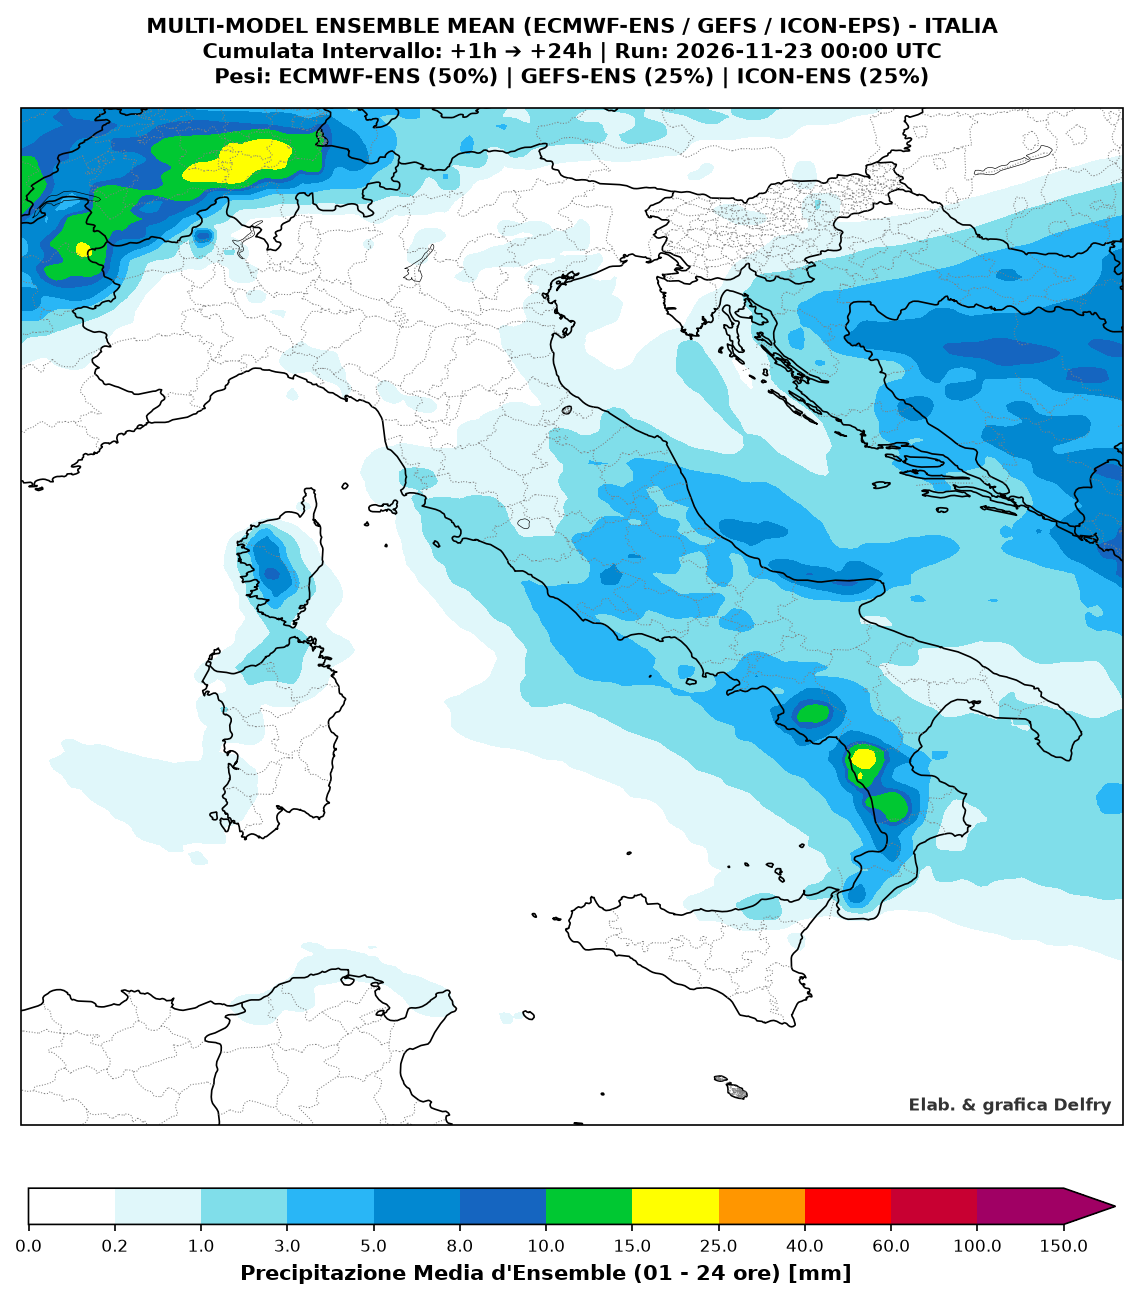 MULTI-MODEL ENSEMBLE MEAN (ECMWF-ENS / GEFS / ICON-EPS) - ITALIA
Cumulata Intervallo: +1h → +24h | Run: 2026-11-23 00:00 UTC
Pesi: ECMWF-ENS (50%) | GEFS-ENS (25%) | ICON-ENS (25%)
Elab. & grafica Delfry
0.0 0.2 1.0 3.0 5.0 8.0 10.0 15.0 25.0 40.0 60.0 100.0 150.0
Precipitazione Media d'Ensemble (01 - 24 ore) [mm]